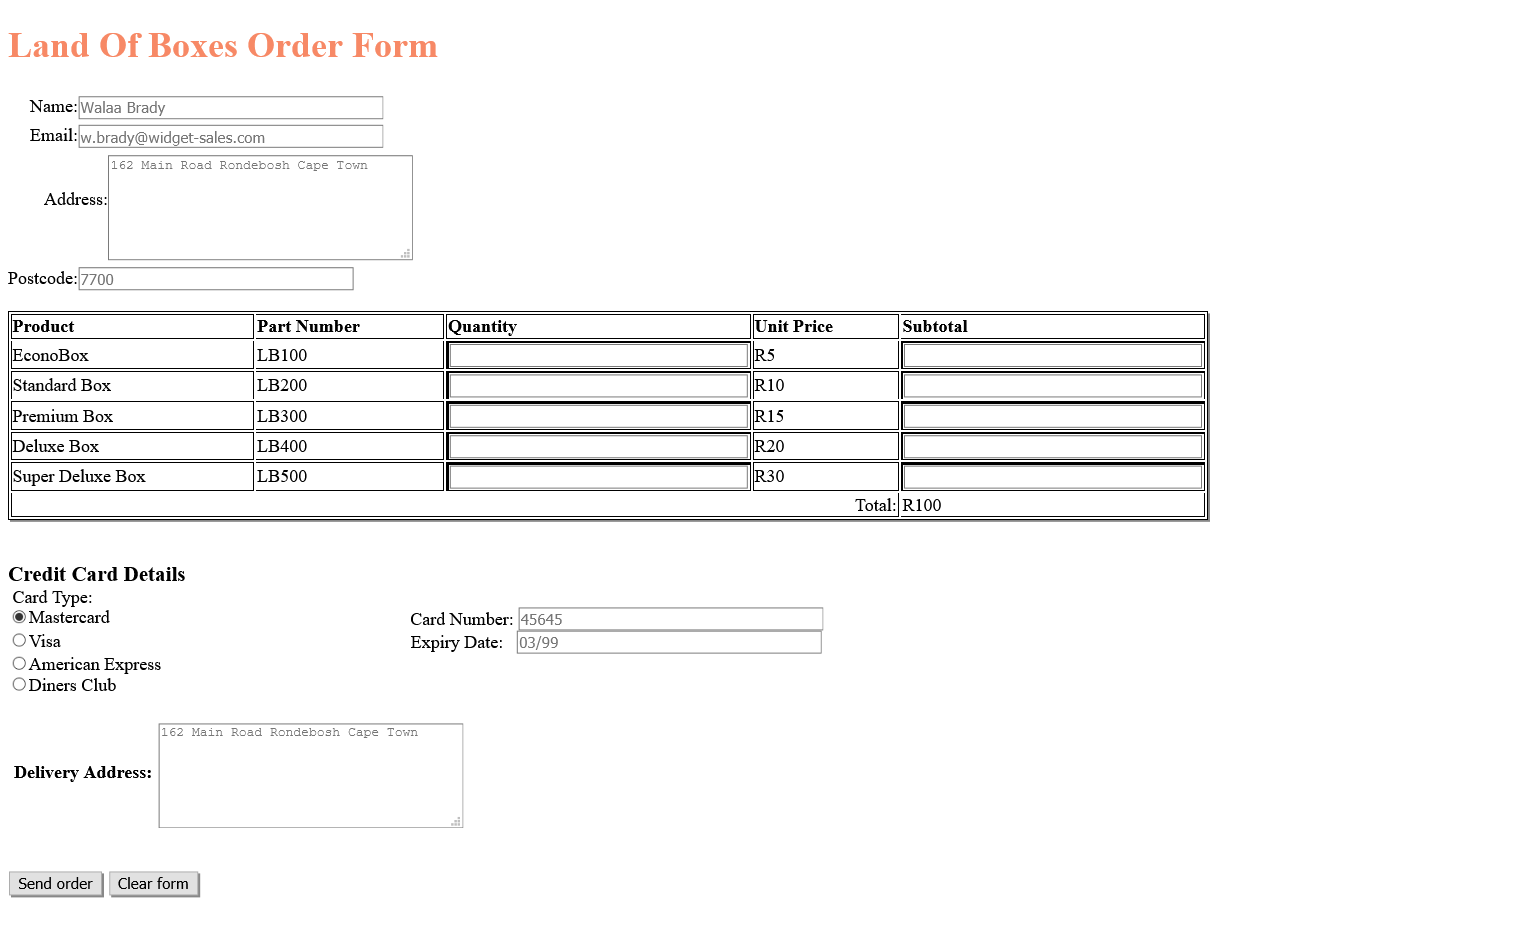 Land Of Boxes Order Form
Name: Walaa Brady
Email: w.brady@widget-sales.com
162 Main Road Rondebosh Cape Town
Address:
Postcode: 7700
Product Part Number Quantity Unit Price Subtotal
EconoBox LB100 R5
Standard Box LB200 R10
Premium Box LB300 R15
Deluxe Box LB400 R20
Super Deluxe Box LB500 R30
Total: R100
Credit Card Details
Card Type:
Mastercard Card Number: 45645
Visa Expiry Date: 03/99
American Express
Diners Club
162 Main Road Rondebosh Cape Town
Delivery Address:
Send order Clear form